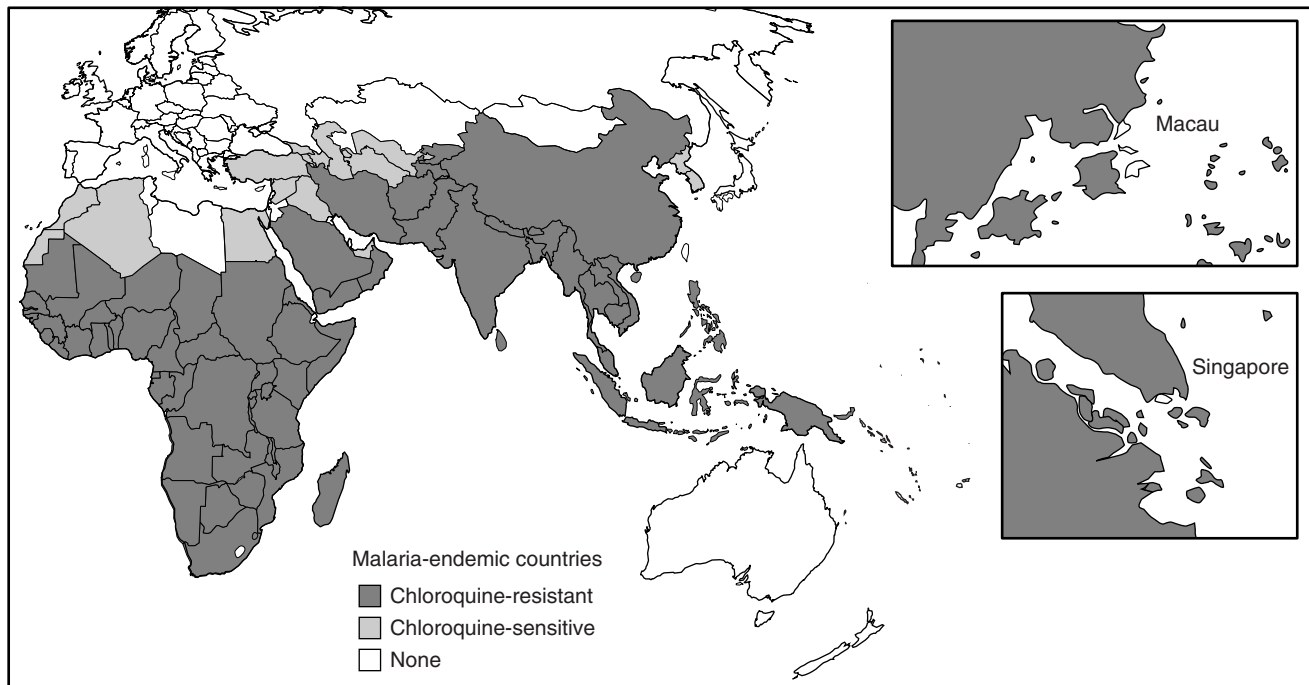 Macau
Singapore
Malaria-endemic countries
Chloroquine-resistant
Chloroquine-sensitive
None